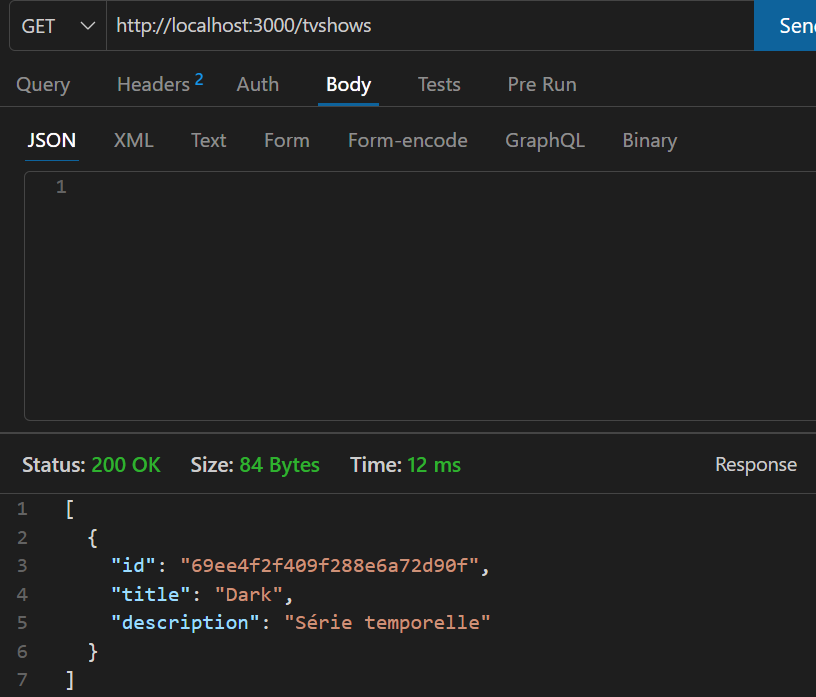 GET http://localhost:3000/tvshows Send
Query Headers 2 Auth Body Tests Pre Run
JSON XML Text Form Form-encode GraphQL Binary
1
Status: 200 OK Size: 84 Bytes Time: 12 ms Response
1 [
2 {
3 "id": "69ee4f2f409f288e6a72d90f",
4 "title": "Dark",
5 "description": "Série temporelle"
6 }
7 ]